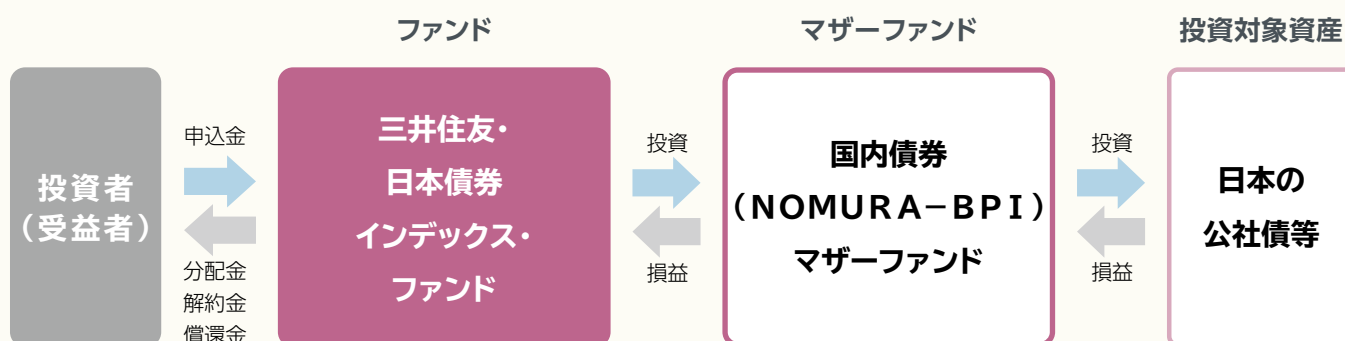 ファンド
マザーファンド
投資対象資産
投資者
（受益者）
申込金
分配金
解約金
償還金
三井住友・
日本債券
インデックス・
ファンド
投資
損益
国内債券
（NOMURA－BPI）
マザーファンド
投資
損益
日本の
公社債等